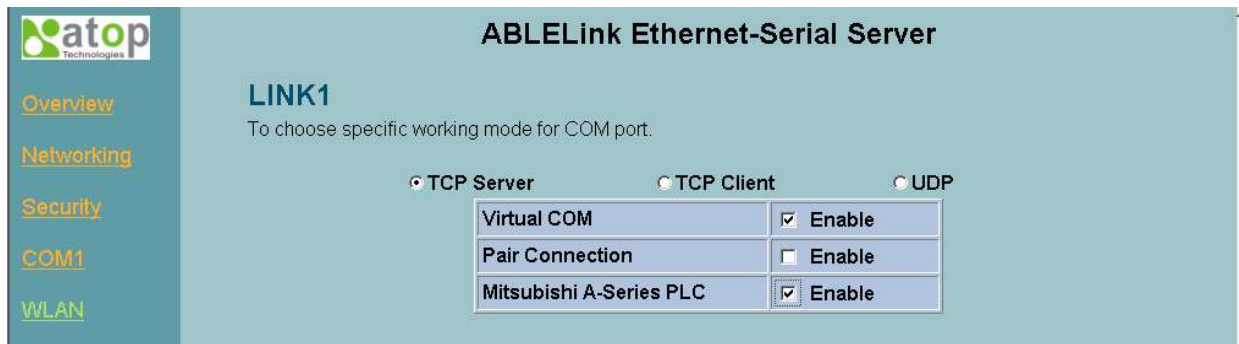 atop
Technologies
ABLELink Ethernet-Serial Server
Overview
Networking
Security
COM1
WLAN
LINK1
To choose specific working mode for COM port.
TCP Server TCP Client UDP
Virtual COM Enable
Pair Connection Enable
Mitsubishi A-Series PLC Enable